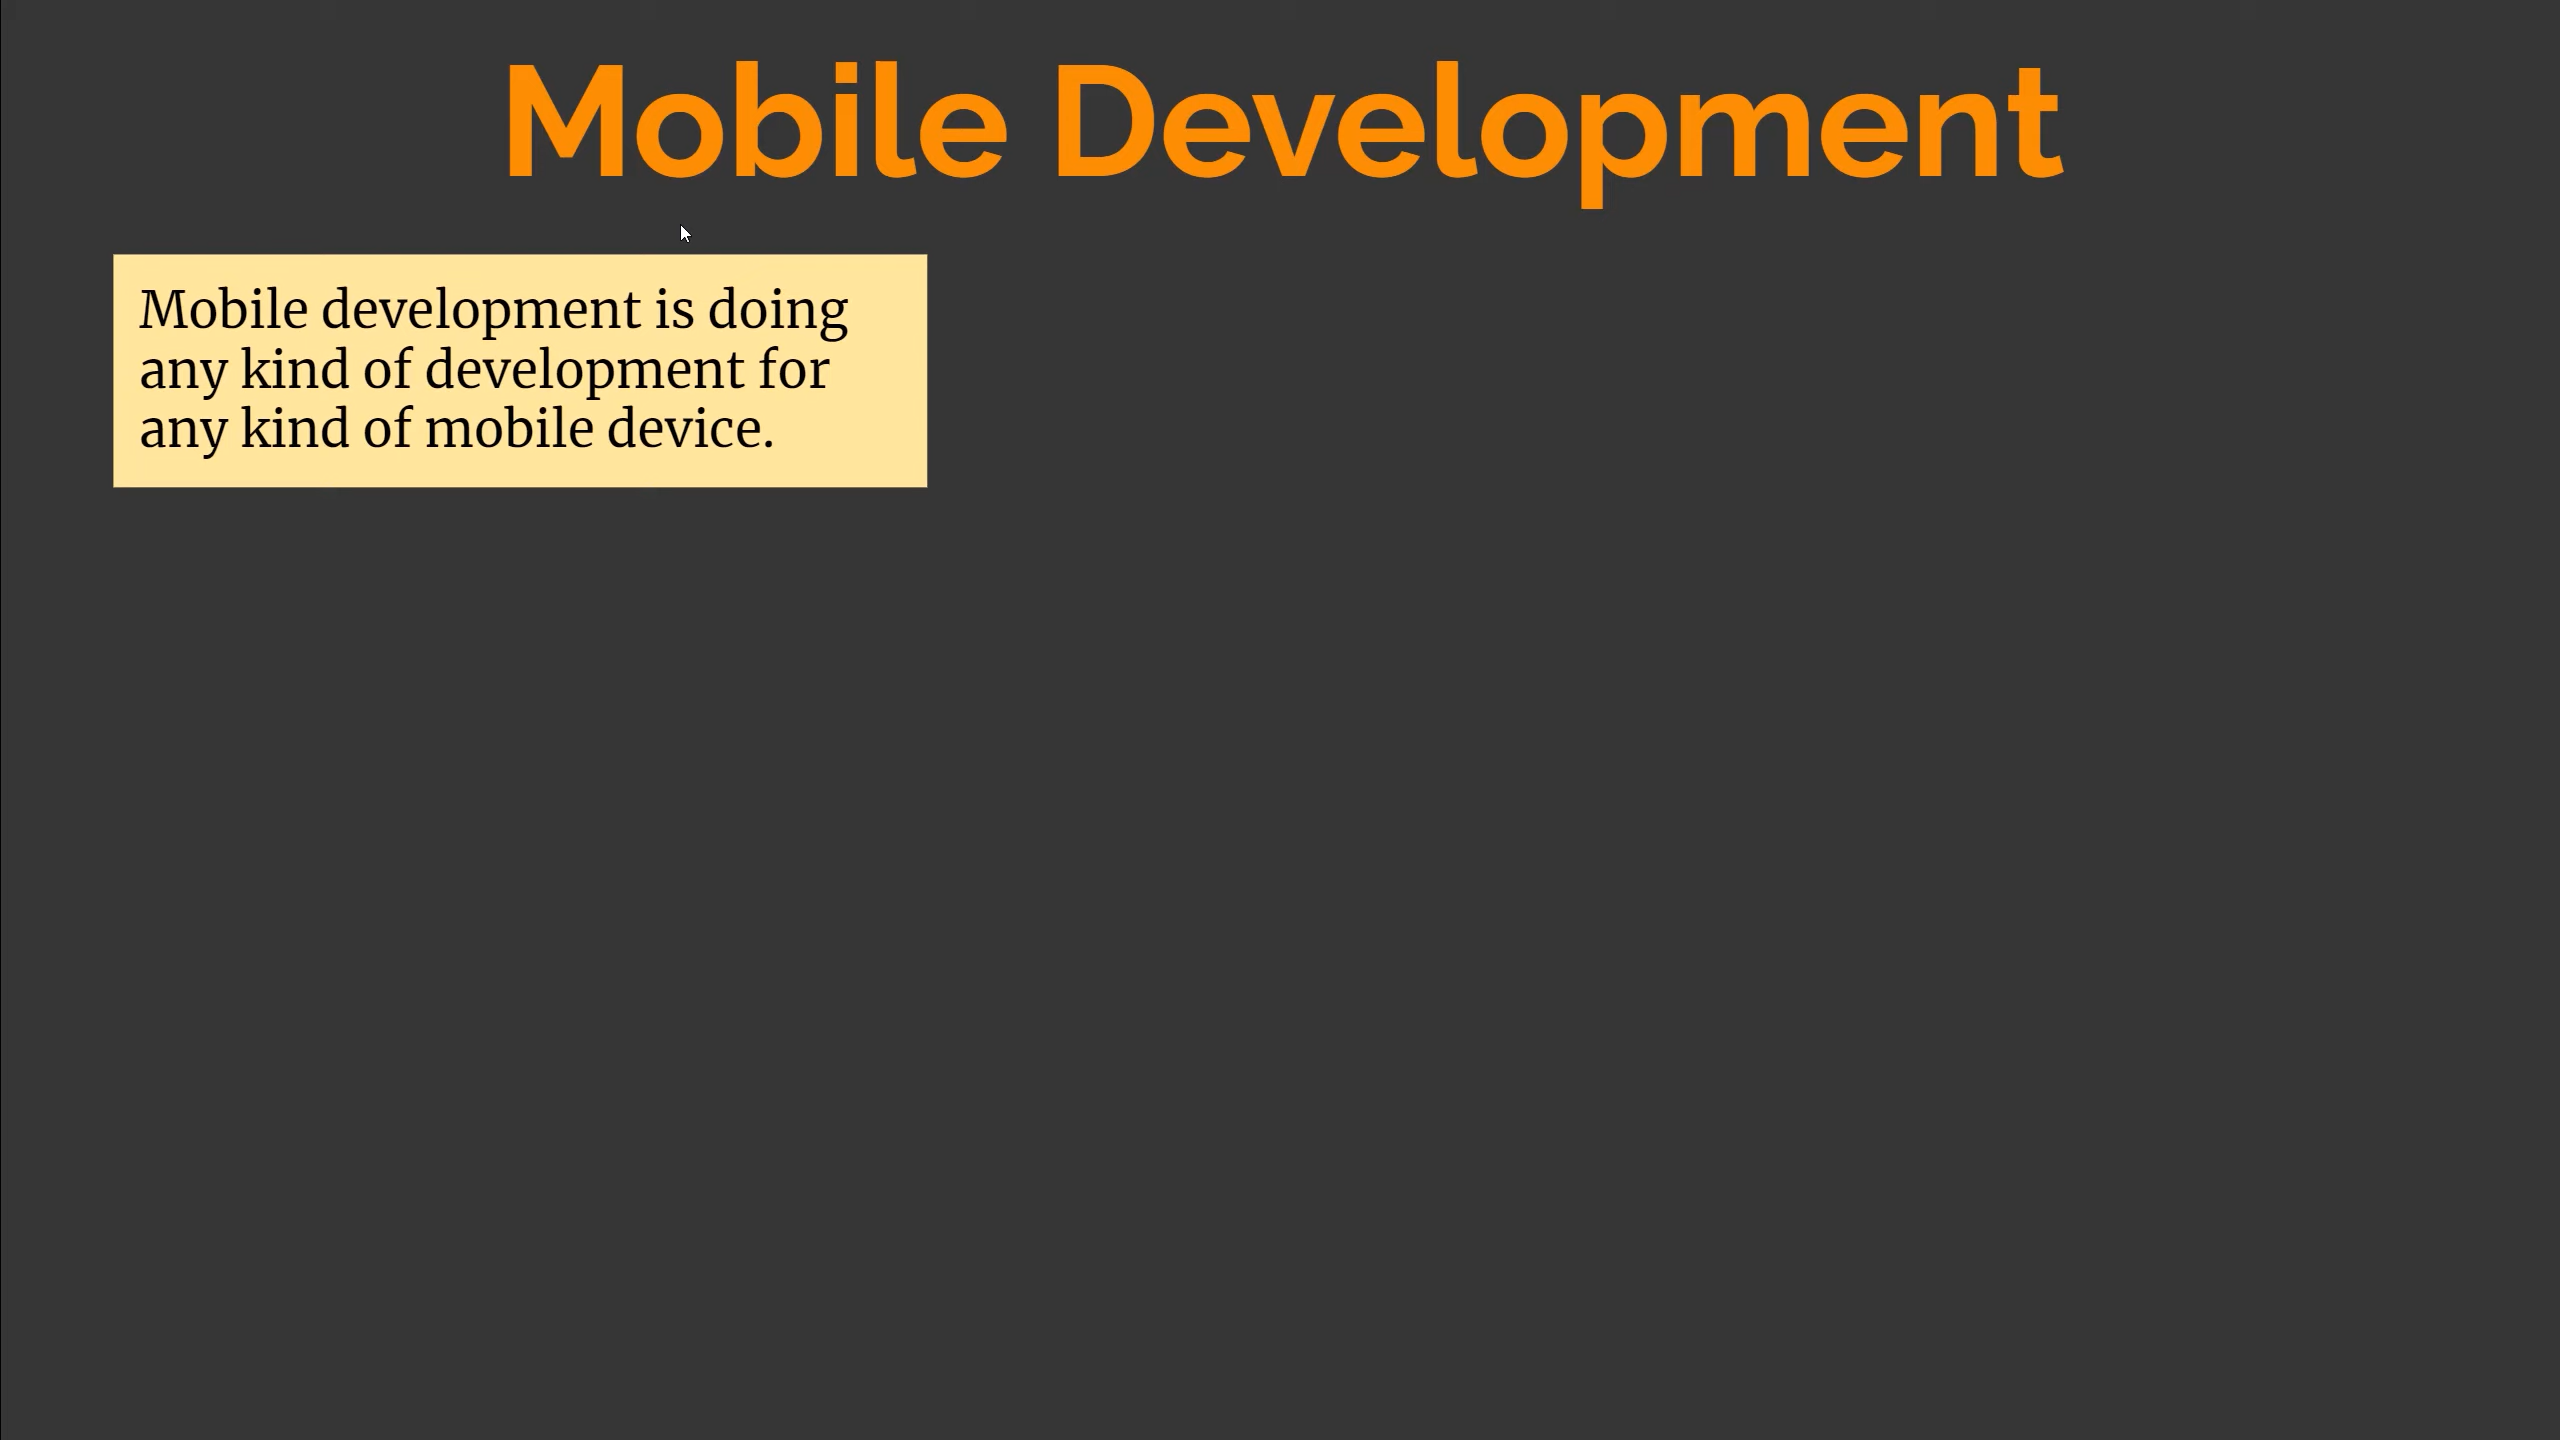 Mobile Development
Mobile development is doing
any kind of development for
any kind of mobile device.